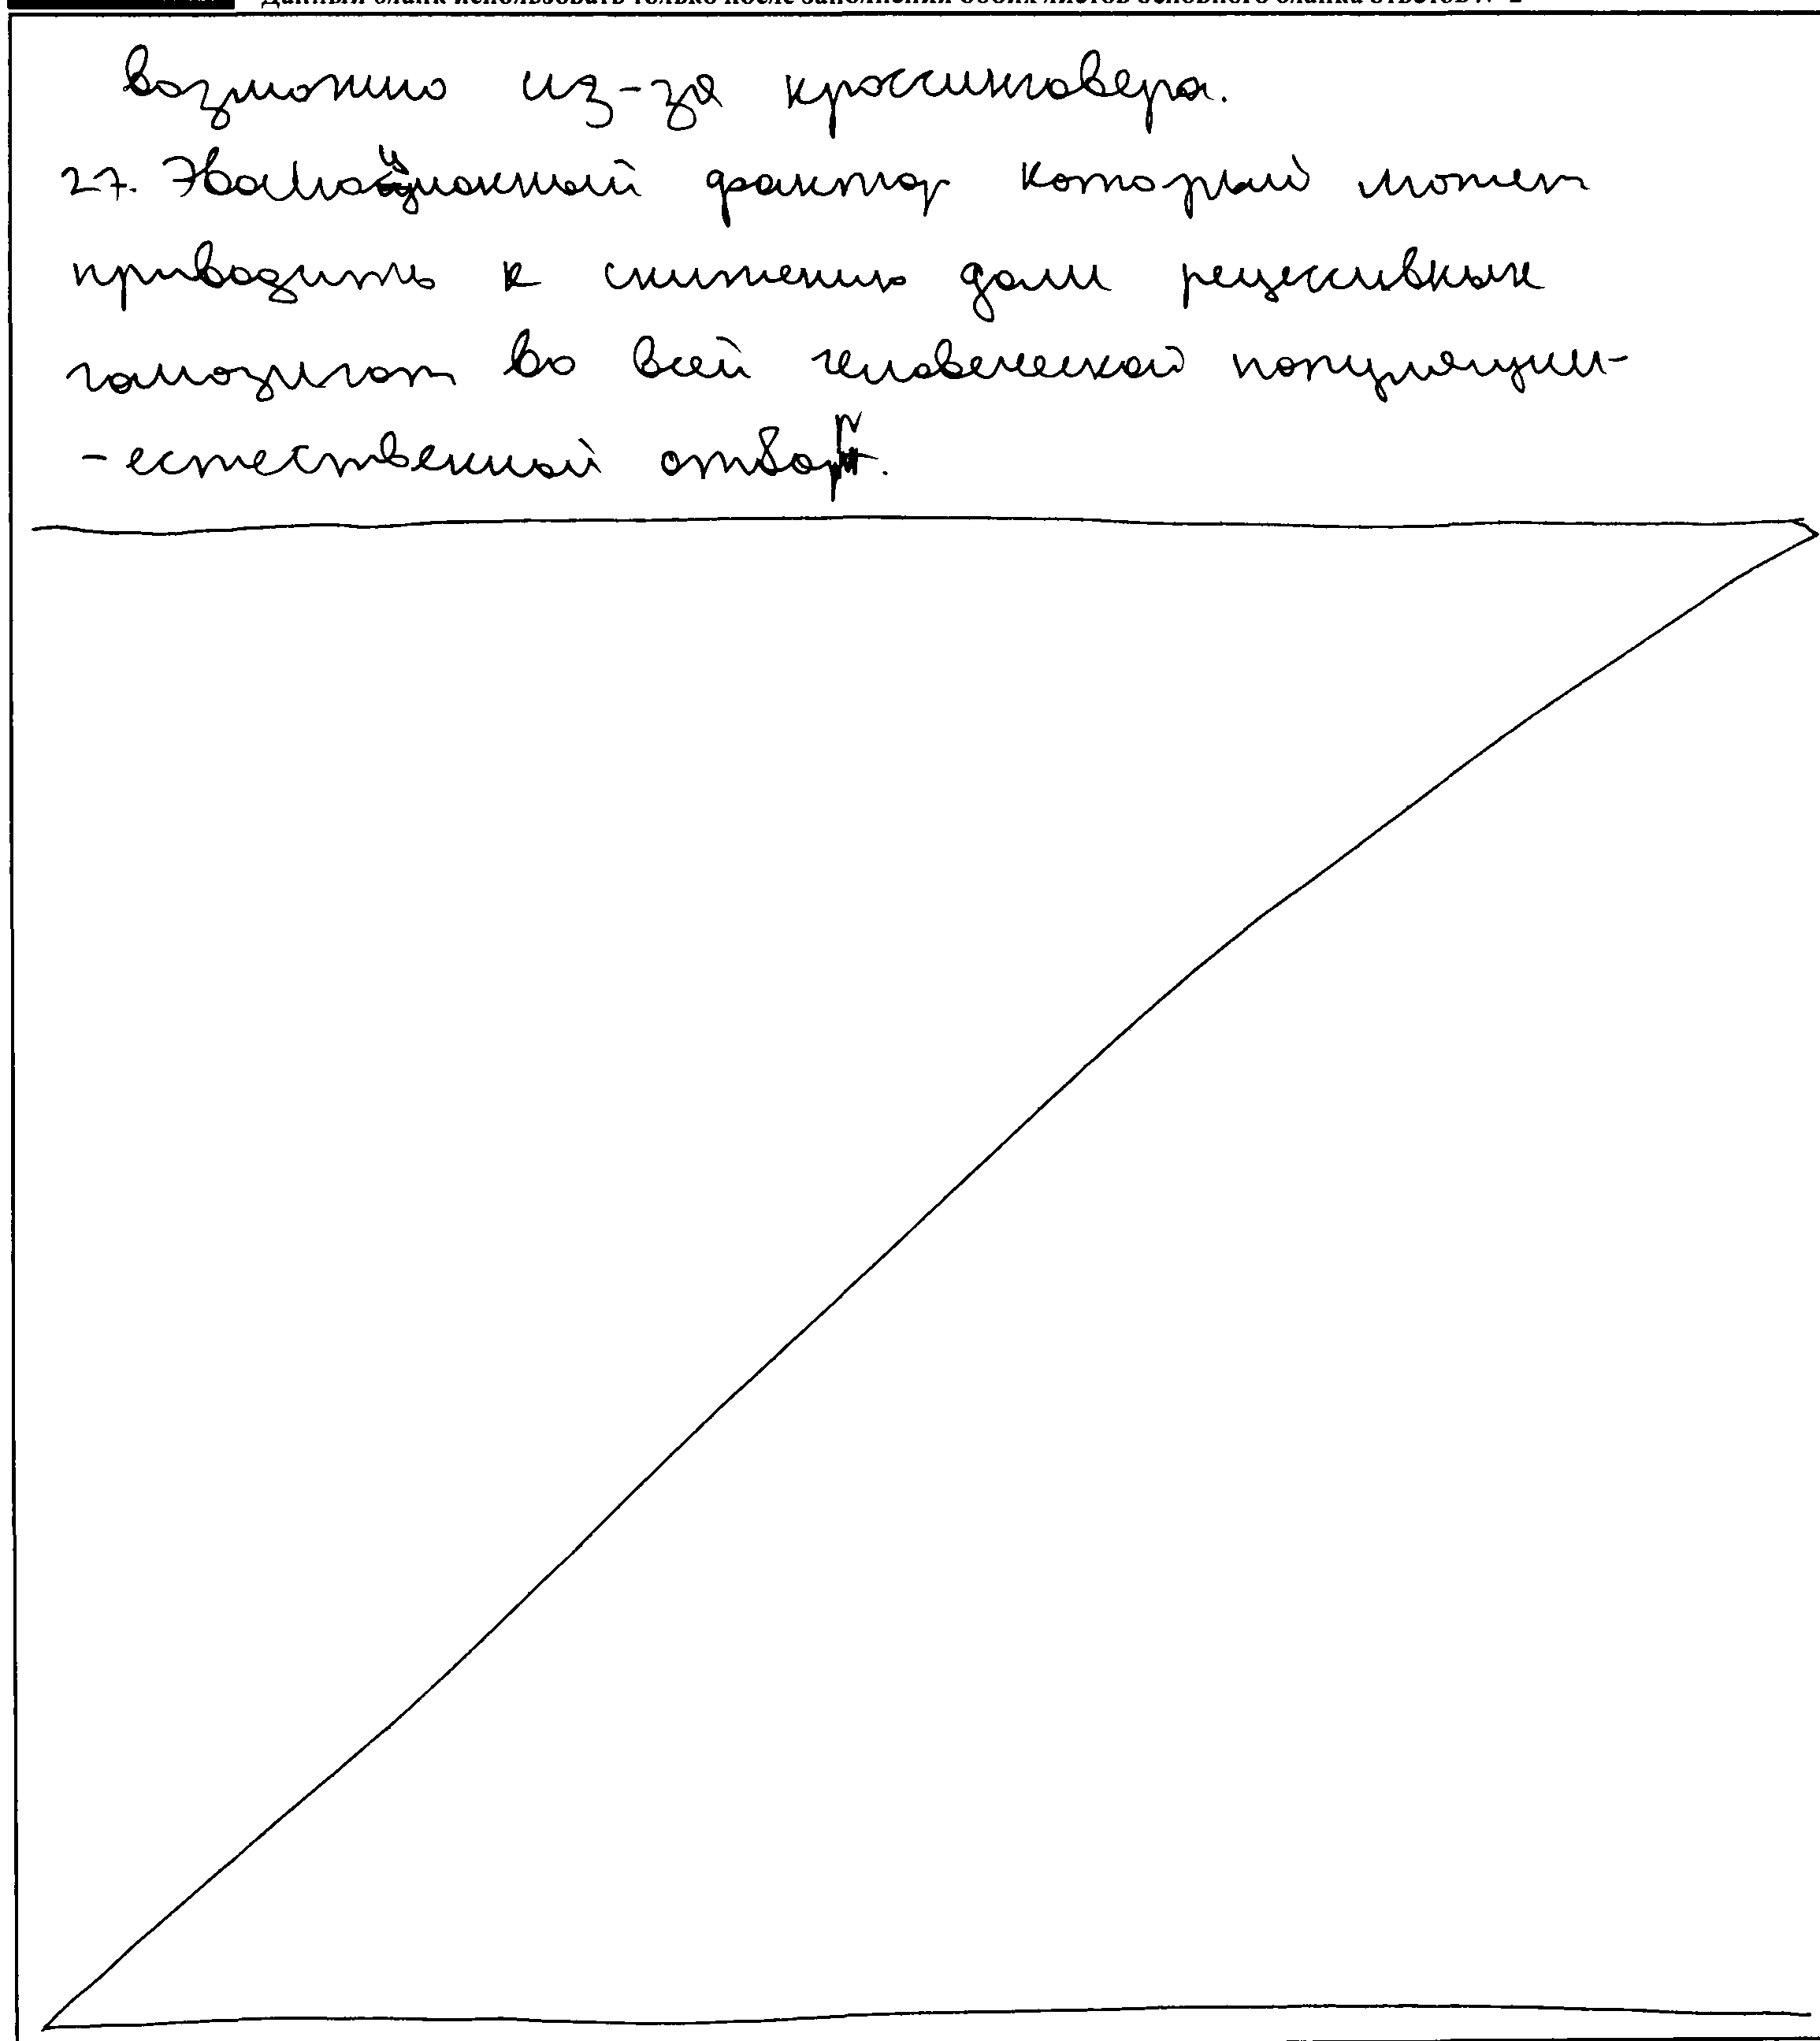 Данный бланк использовать только после заполнения обоих листов основного бланка ответов № 2
возможно из-за кроссинговера.
27. Эволюционный фактор который может
приводить к снижению доли рецессивных
гомозигот во всей человеческой популяции-
-естественный отбор.